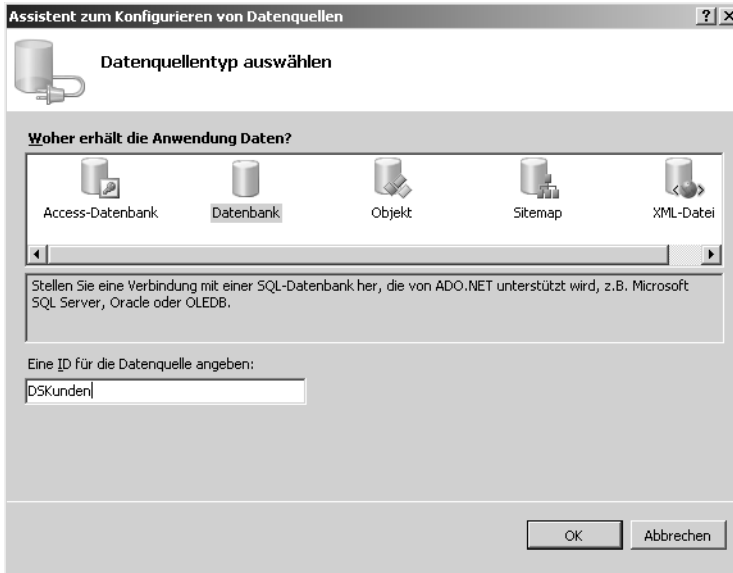 Assistent zum Konfigurieren von Datenquellen
Datenquellentyp auswählen
Woher erhält die Anwendung Daten?
Access-Datenbank Datenbank Objekt Sitemap XML-Datei
Stellen Sie eine Verbindung mit einer SQL-Datenbank her, die von ADO.NET unterstützt wird, z.B. Microsoft
SQL Server, Oracle oder OLEDB.
Eine ID für die Datenquelle angeben:
DSKunden
OK Abbrechen